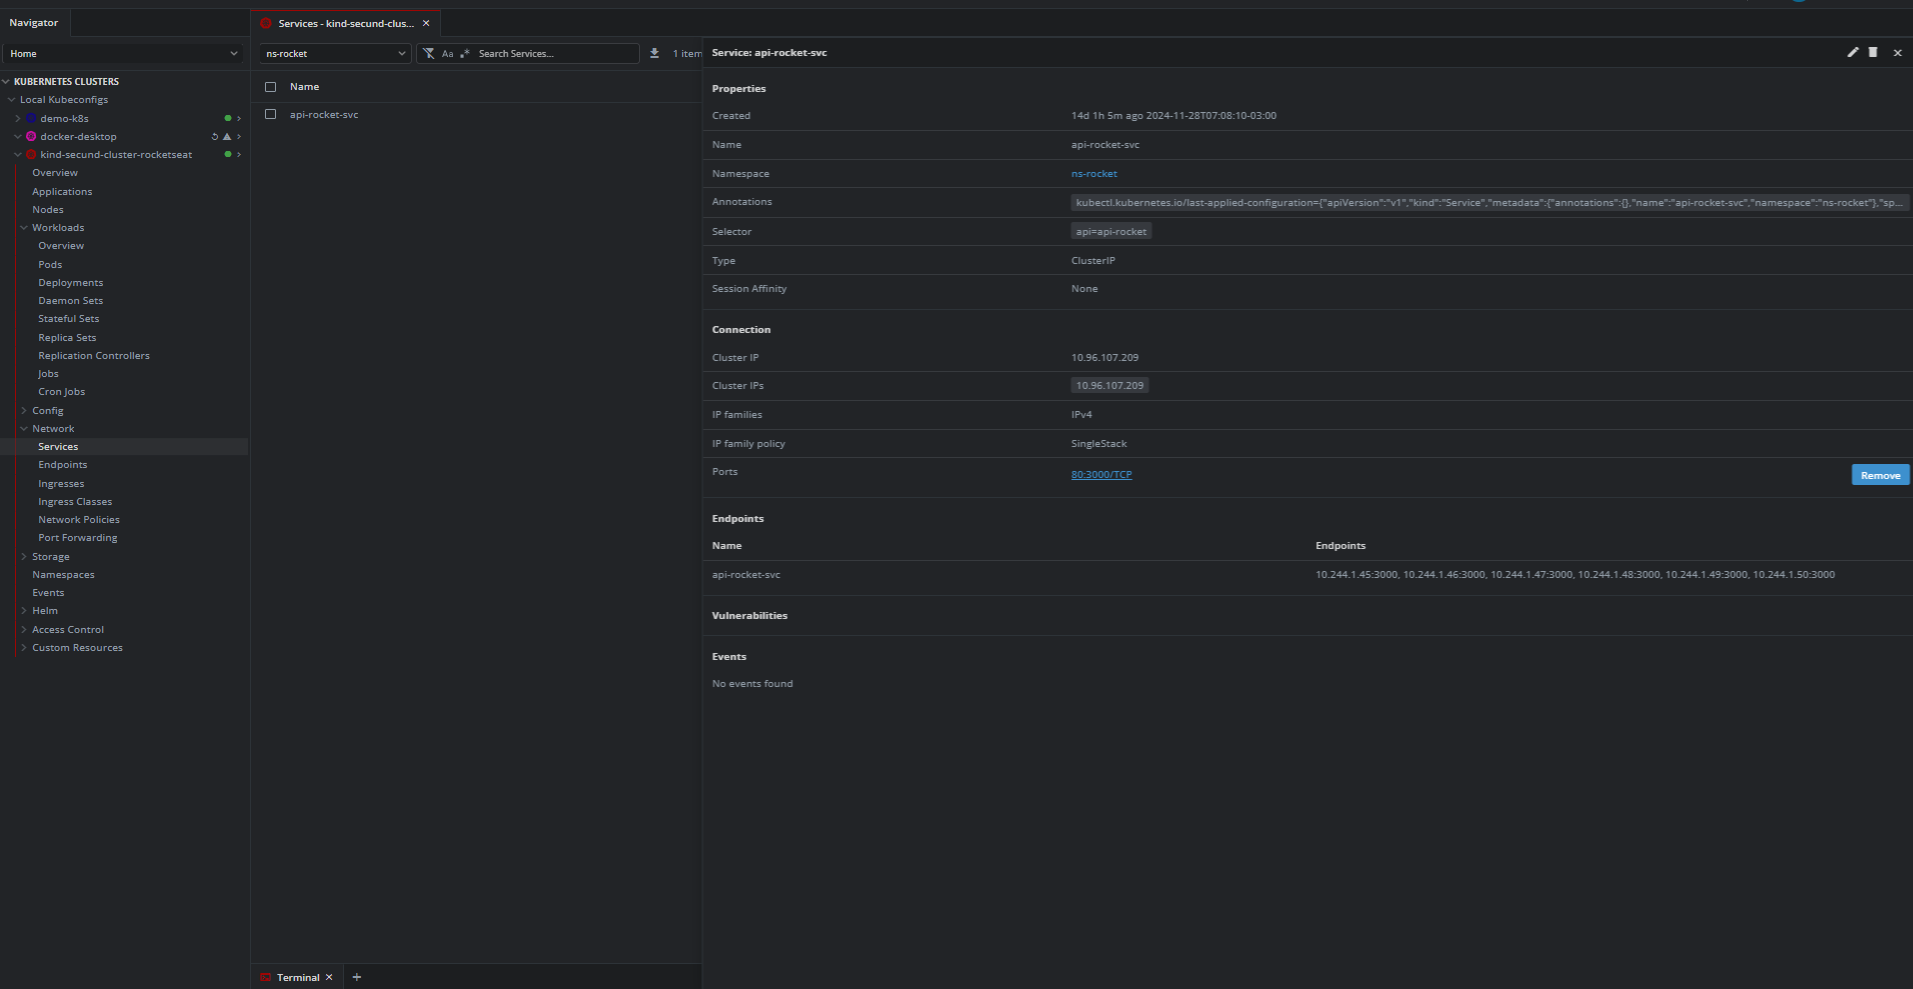 Navigator
Services - kind-secund-clus...
Home
ns-rocket
Aa
.*
Search Services...
1 item
Service: api-rocket-svc
KUBERNETES CLUSTERS
Local Kubeconfigs
demo-k8s
docker-desktop
kind-secund-cluster-rocketseat
Overview
Applications
Nodes
Workloads
Overview
Pods
Deployments
Daemon Sets
Stateful Sets
Replica Sets
Replication Controllers
Jobs
Cron Jobs
Config
Network
Services
Endpoints
Ingresses
Ingress Classes
Network Policies
Port Forwarding
Storage
Namespaces
Events
Helm
Access Control
Custom Resources
Name
api-rocket-svc
Properties
Created 14d 1h 5m ago 2024-11-28T07:08:10-03:00
Name api-rocket-svc
Namespace ns-rocket
Annotations kubectl.kubernetes.io/last-applied-configuration={"apiVersion":"v1","kind":"Service","metadata":{"annotations":{},"name":"api-rocket-svc","namespace":"ns-rocket"},"sp...
Selector api=api-rocket
Type ClusterIP
Session Affinity None
Connection
Cluster IP 10.96.107.209
Cluster IPs 10.96.107.209
IP families IPv4
IP family policy SingleStack
Ports 80:3000/TCP Remove
Endpoints
Name Endpoints
api-rocket-svc 10.244.1.45:3000, 10.244.1.46:3000, 10.244.1.47:3000, 10.244.1.48:3000, 10.244.1.49:3000, 10.244.1.50:3000
Vulnerabilities
Events
No events found
Terminal